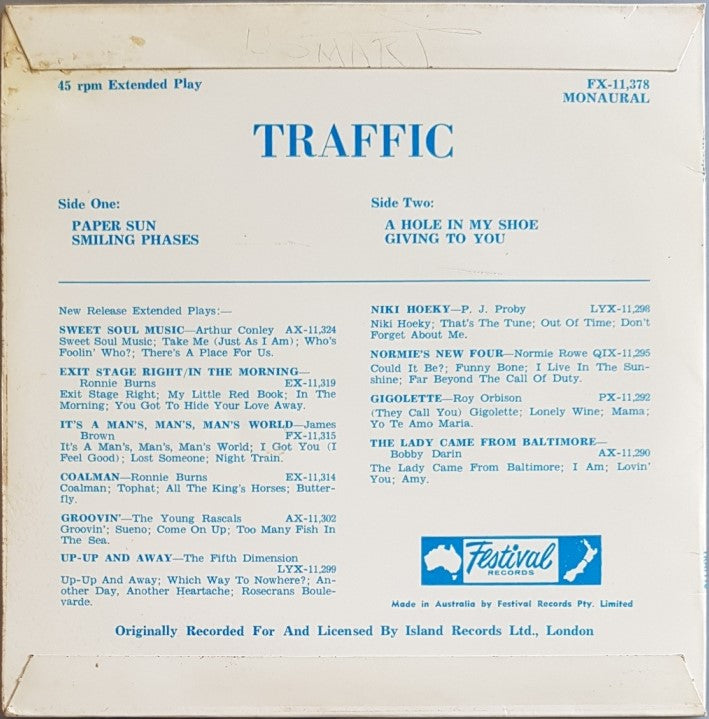 U SMART
45 rpm Extended Play
FX-11,378
MONAURAL
TRAFFIC
Side One:
PAPER SUN
SMILING PHASES
Side Two:
A HOLE IN MY SHOE
GIVING TO YOU
New Release Extended Plays:—
SWEET SOUL MUSIC—Arthur Conley AX-11,324
Sweet Soul Music; Take Me (Just As I Am); Who's
Foolin' Who?; There's A Place For Us.
EXIT STAGE RIGHT/IN THE MORNING—
Ronnie Burns EX-11,319
Exit Stage Right; My Little Red Book; In The
Morning; You Got To Hide Your Love Away.
IT'S A MAN'S, MAN'S, MAN'S WORLD—James
Brown FX-11,315
It's A Man's, Man's, Man's World; I Got You (I
Feel Good); Lost Someone; Night Train.
COALMAN—Ronnie Burns EX-11,314
Coalman; Tophat; All The King's Horses; Butter-
fly.
GROOVIN'—The Young Rascals AX-11,302
Groovin'; Sueno; Come On Up; Too Many Fish In
The Sea.
UP-UP AND AWAY—The Fifth Dimension
LYX-11,299
Up-Up And Away; Which Way To Nowhere?; An-
other Day, Another Heartache; Rosecrans Boule-
varde.
NIKI HOEKY—P. J. Proby LYX-11,298
Niki Hoeky; That's The Tune; Out Of Time; Don't
Forget About Me.
NORMIE'S NEW FOUR—Normie Rowe QIX-11,295
Could It Be?; Funny Bone; I Live In The Sun-
shine; Far Beyond The Call Of Duty.
GIGOLETTE—Roy Orbison PX-11,292
(They Call You) Gigolette; Lonely Wine; Mama;
Yo Te Amo Maria.
THE LADY CAME FROM BALTIMORE—
Bobby Darin AX-11,290
The Lady Came From Baltimore; I Am; Lovin'
You; Amy.
Festival
RECORDS
Made in Australia by Festival Records Pty. Limited
Originally Recorded For And Licensed By Island Records Ltd., London